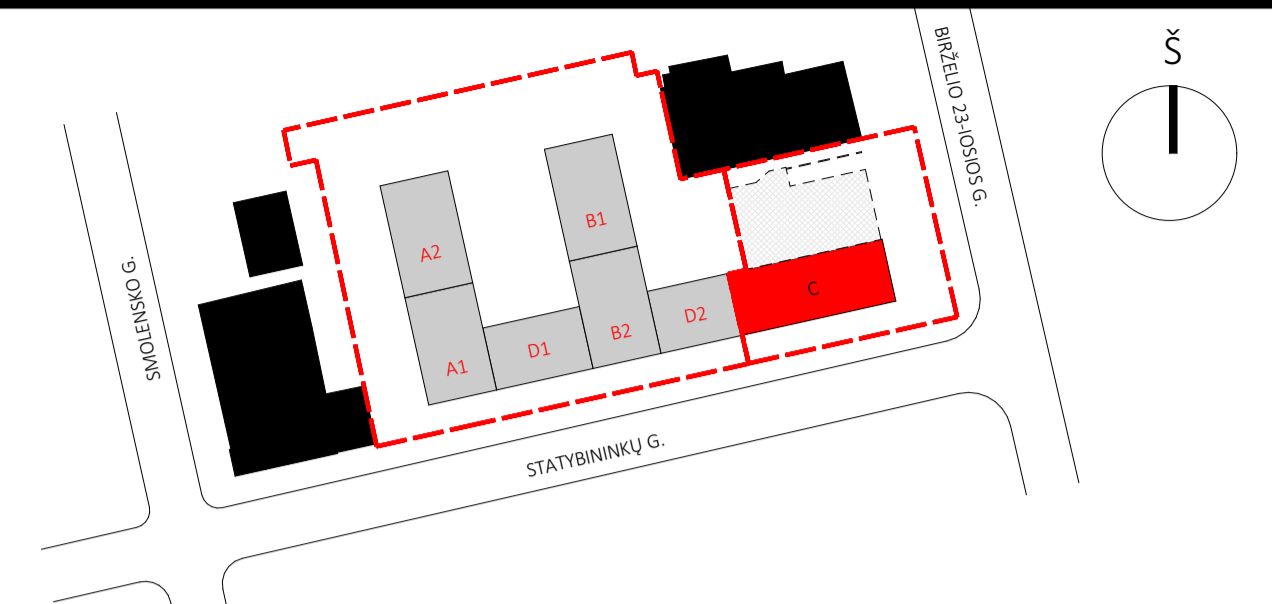 Š
BIRŽELIO 23-IOSIOS G.
SMOLENSKO G.
A2
B1
A1
D1
B2
D2
C
STATYBININKŲ G.